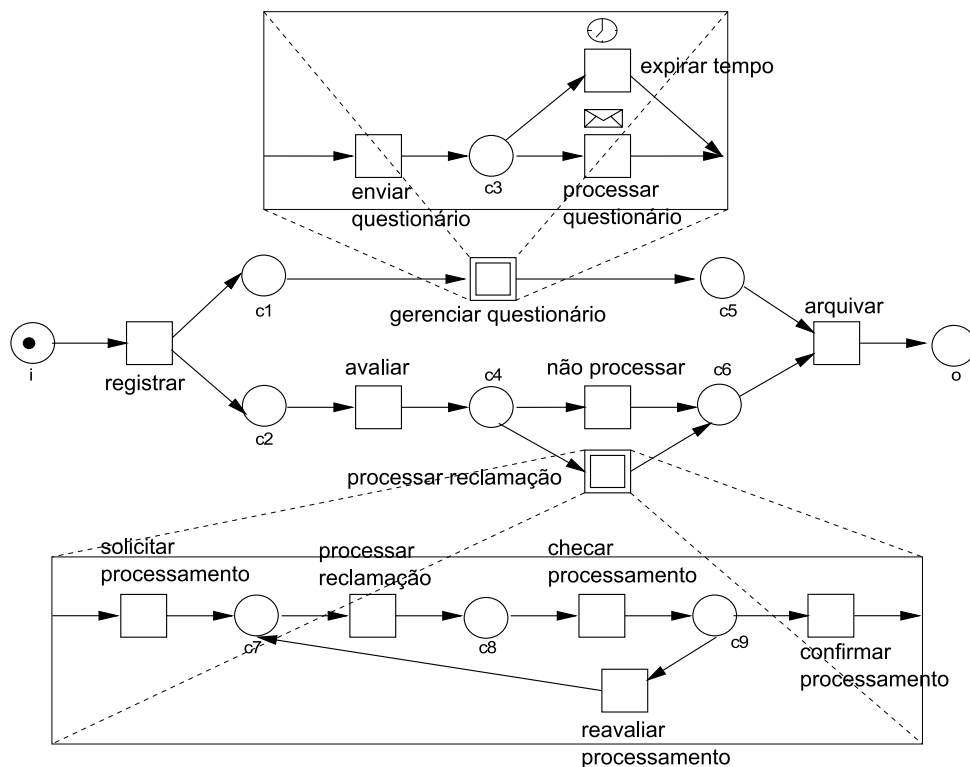 expirar tempo
c3
enviar
questionário
processar
questionário
c1
gerenciar questionário
c5
arquivar
i
registrar
o
avaliar
c4
não processar
c6
c2
processar reclamação
solicitar
processamento
processar
reclamação
checar
processamento
c7
c8
c9
confirmar
processamento
reavaliar
processamento